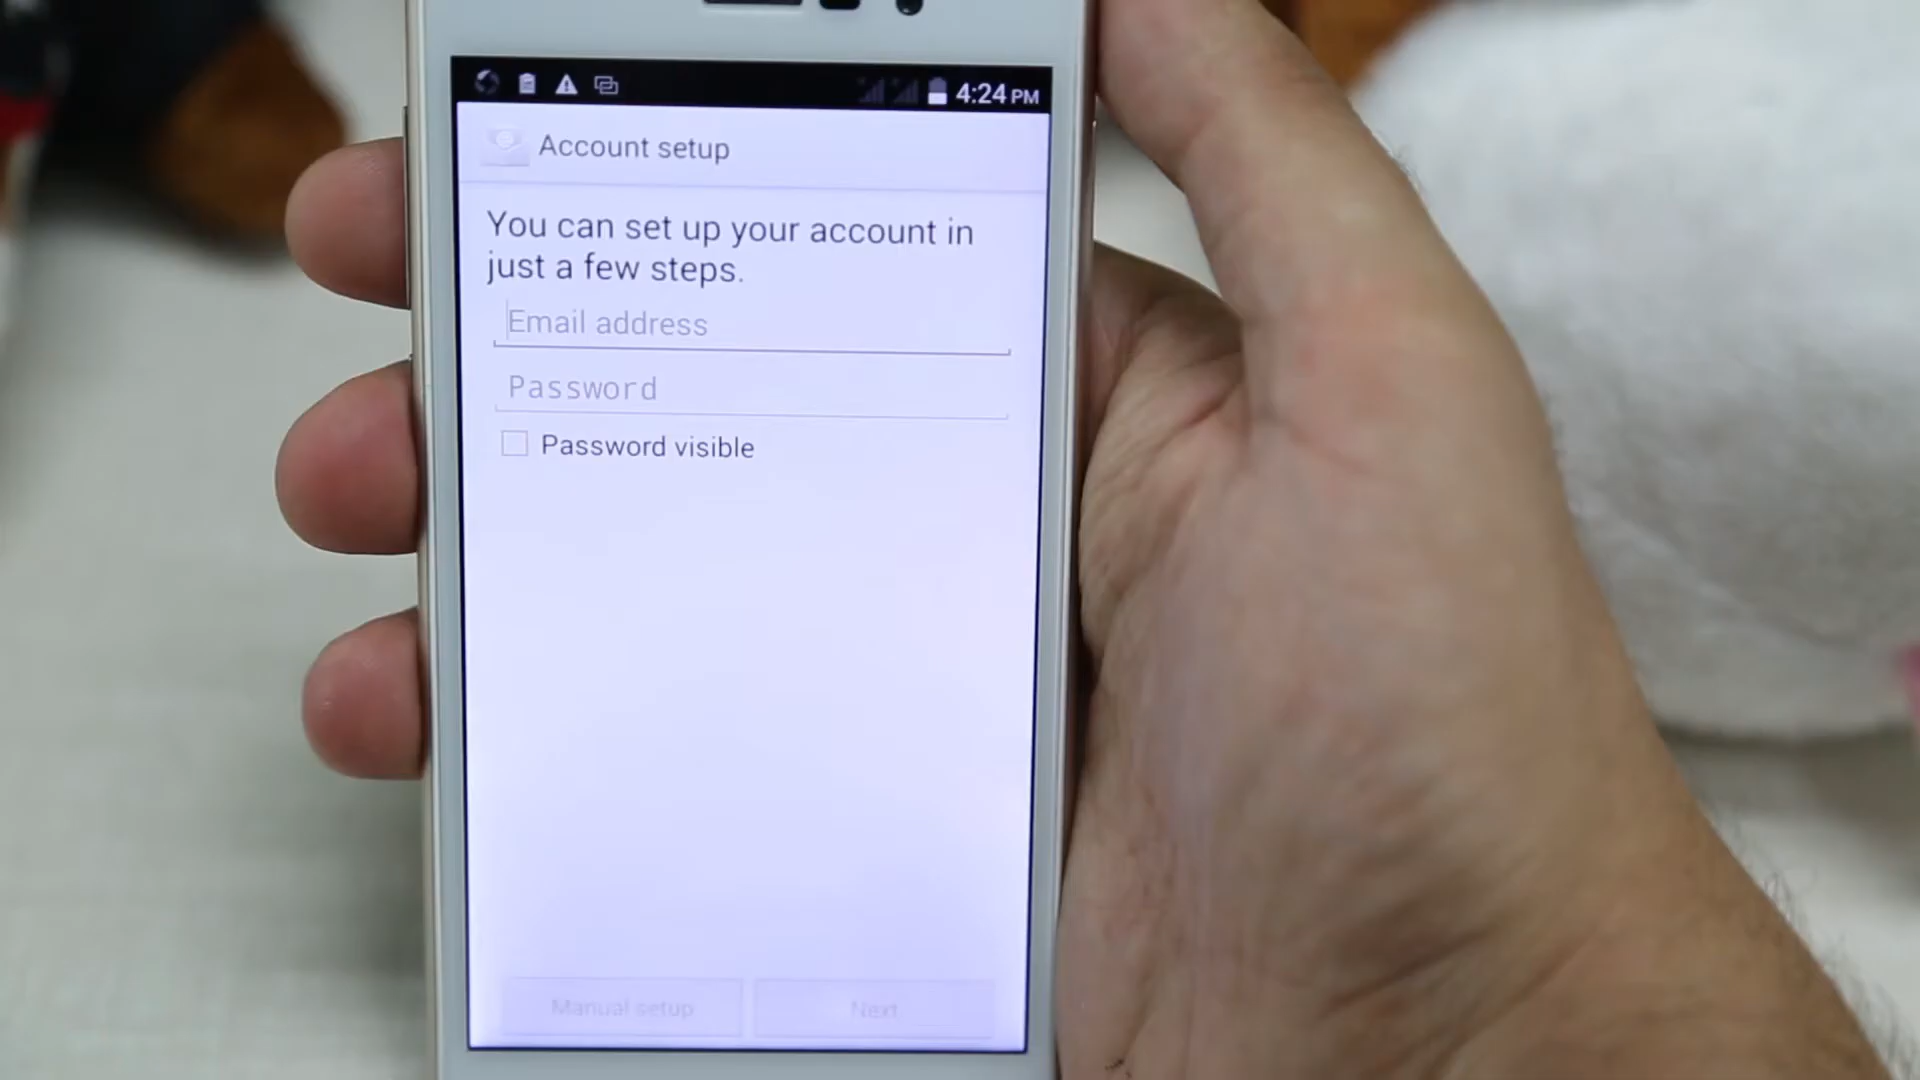 4:24 PM
Account setup
You can set up your account in
just a few steps.
Email address
Password
Password visible
Manual setup
Next